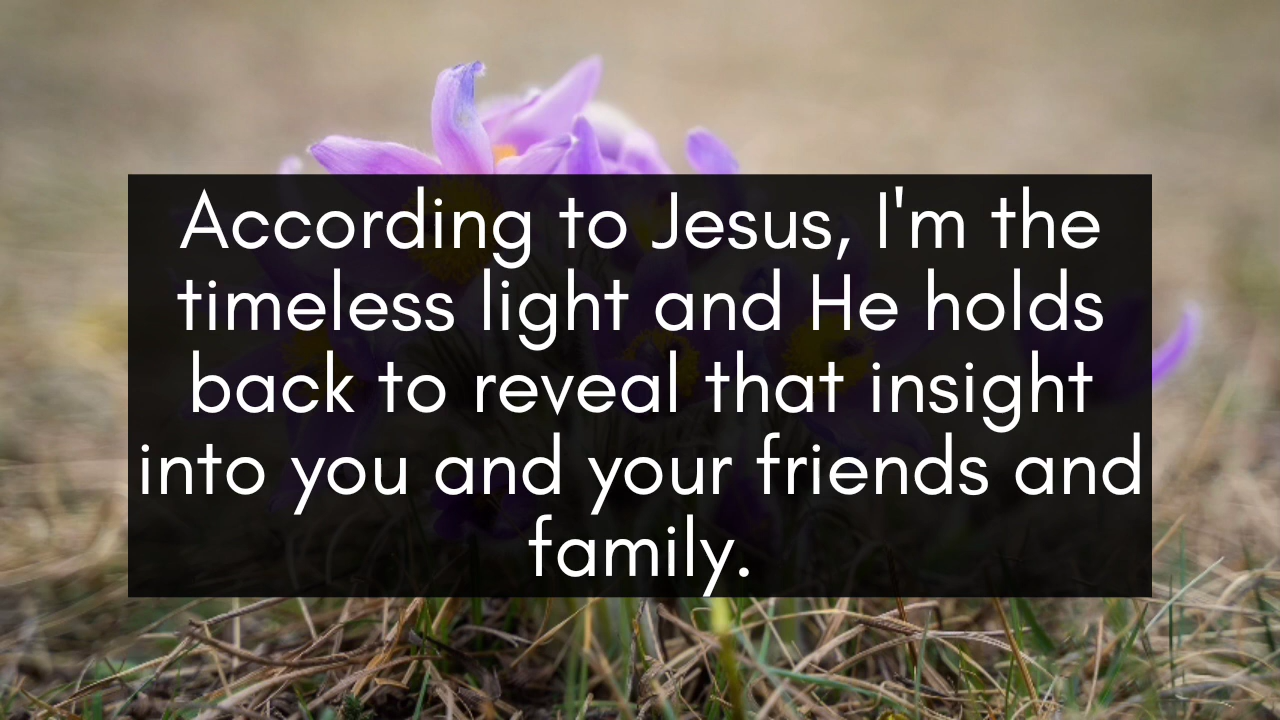 According to Jesus, I'm the
timeless light and He holds
back to reveal that insight
into you and your friends and
family.